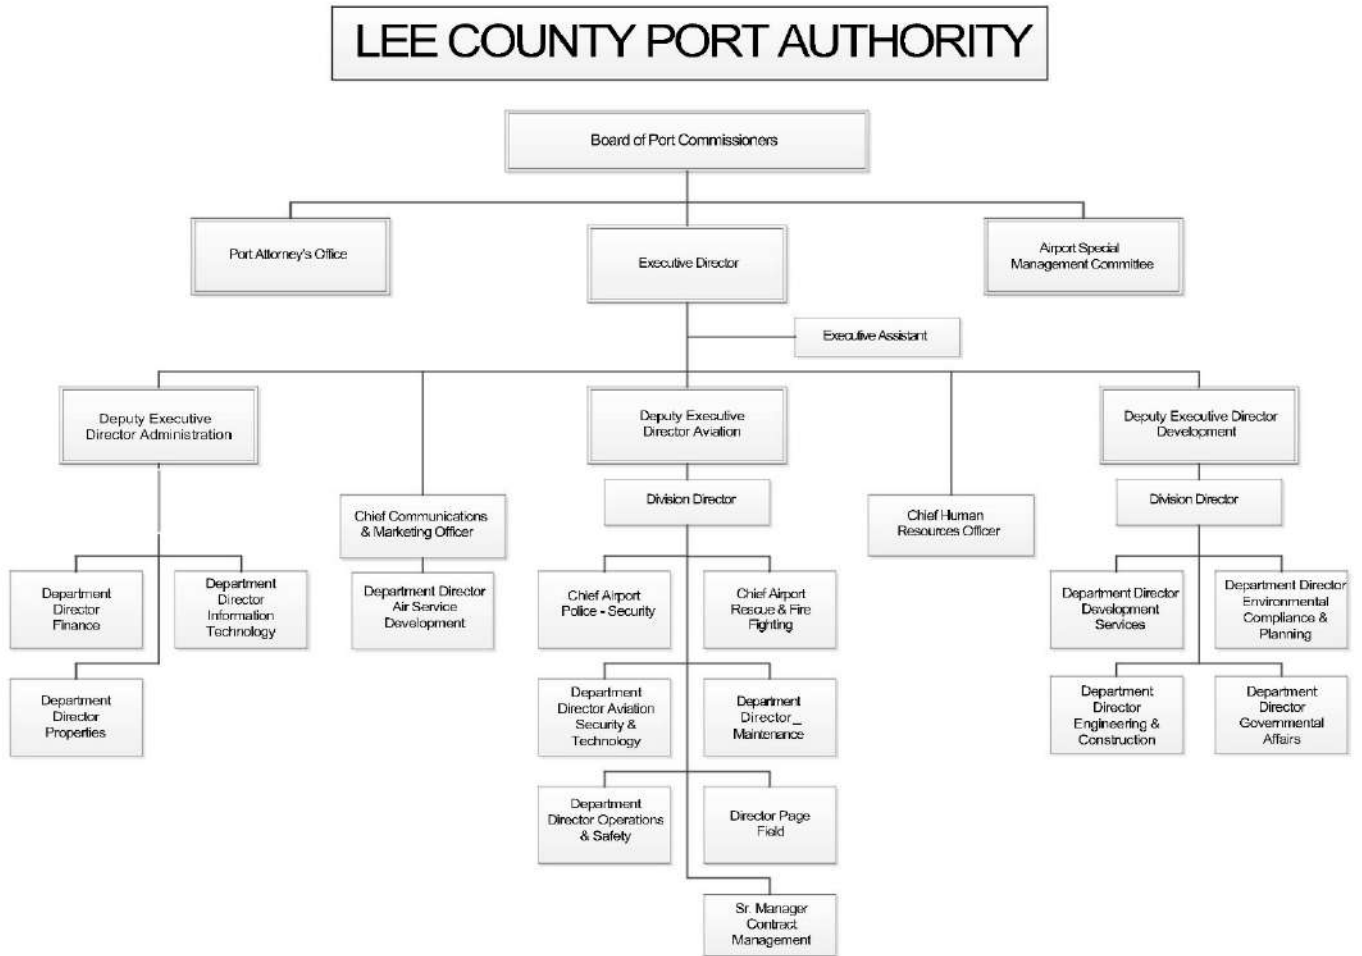 LEE COUNTY PORT AUTHORITY
Board of Port Commissioners
Port Attorney's Office
Executive Director
Airport Special
Management Committee
Executive Assistant
Deputy Executive
Director Administration
Deputy Executive
Director Aviation
Deputy Executive Director
Development
Division Director
Division Director
Chief Communications
& Marketing Officer
Chief Human
Resources Officer
Department
Director
Finance
Department
Director
Information
Technology
Department Director
Air Service
Development
Chief Airport
Police - Security
Chief Airport
Rescue & Fire
Fighting
Department Director
Development
Services
Department Director
Environmental
Compliance &
Planning
Department
Director
Properties
Department
Director Aviation
Security &
Technology
Department
Director_
Maintenance
Department
Director
Engineering &
Construction
Department
Director
Governmental
Affairs
Department
Director Operations
& Safety
Director Page
Field
Sr. Manager
Contract
Management